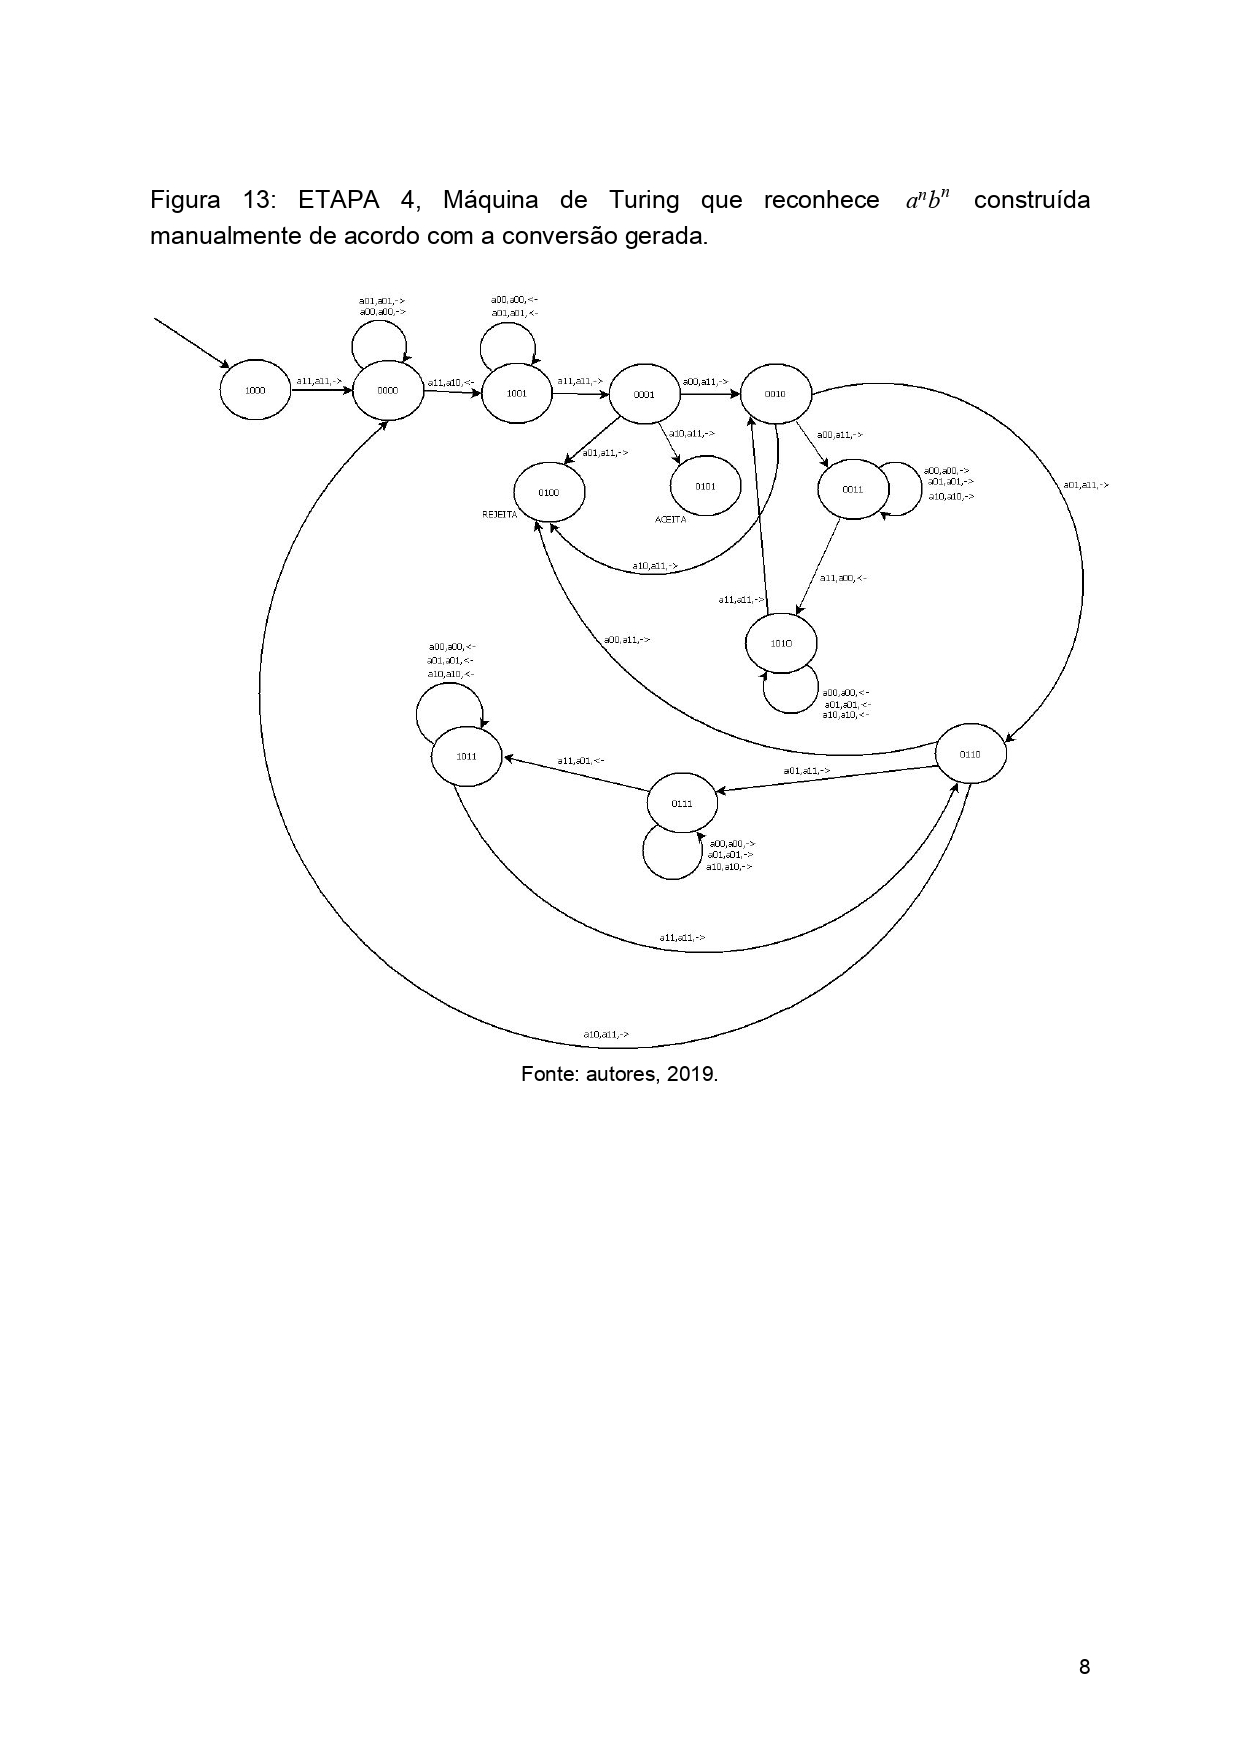 Figura 13: ETAPA 4, Máquina de Turing que reconhece aⁿbⁿ construída
manualmente de acordo com a conversão gerada.
a01,a01,->
a00,a00,->
a00,a00,<-
a01,a01,<-
1000
a11,a11,->
0000
a11,a10,<-
1001
a11,a11,->
0001
a00,a11,->
0010
a01,a11,->
a10,a11,->
a00,a11,->
0100
REJEITA
0101
ACEITA
0011
a00,a00,->
a01,a01,->
a10,a10,->
a01,a11,->
a10,a11,->
a11,a00,<-
a11,a11,->
a00,a11,->
1010
a00,a00,<-
a01,a01,<-
a10,a10,<-
a00,a00,<-
a01,a01,<-
a10,a10,<-
1011
a11,a01,<-
0111
a01,a11,->
0110
a00,a00,->
a01,a01,->
a10,a10,->
a11,a11,->
a10,a11,->
Fonte: autores, 2019.
8